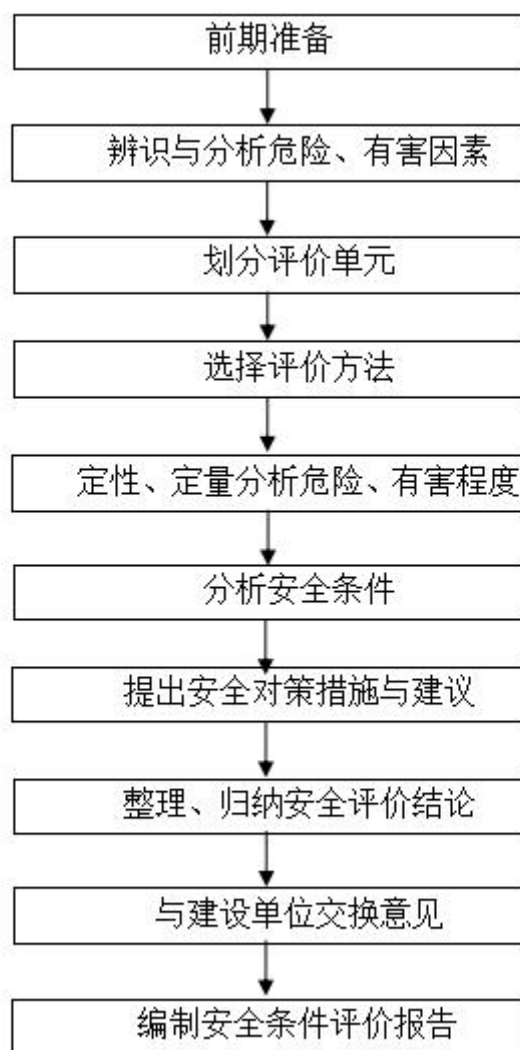 前期准备
辨识与分析危险、有害因素
划分评价单元
选择评价方法
定性、定量分析危险、有害程度
分析安全条件
提出安全对策措施与建议
整理、归纳安全评价结论
与建设单位交换意见
编制安全条件评价报告